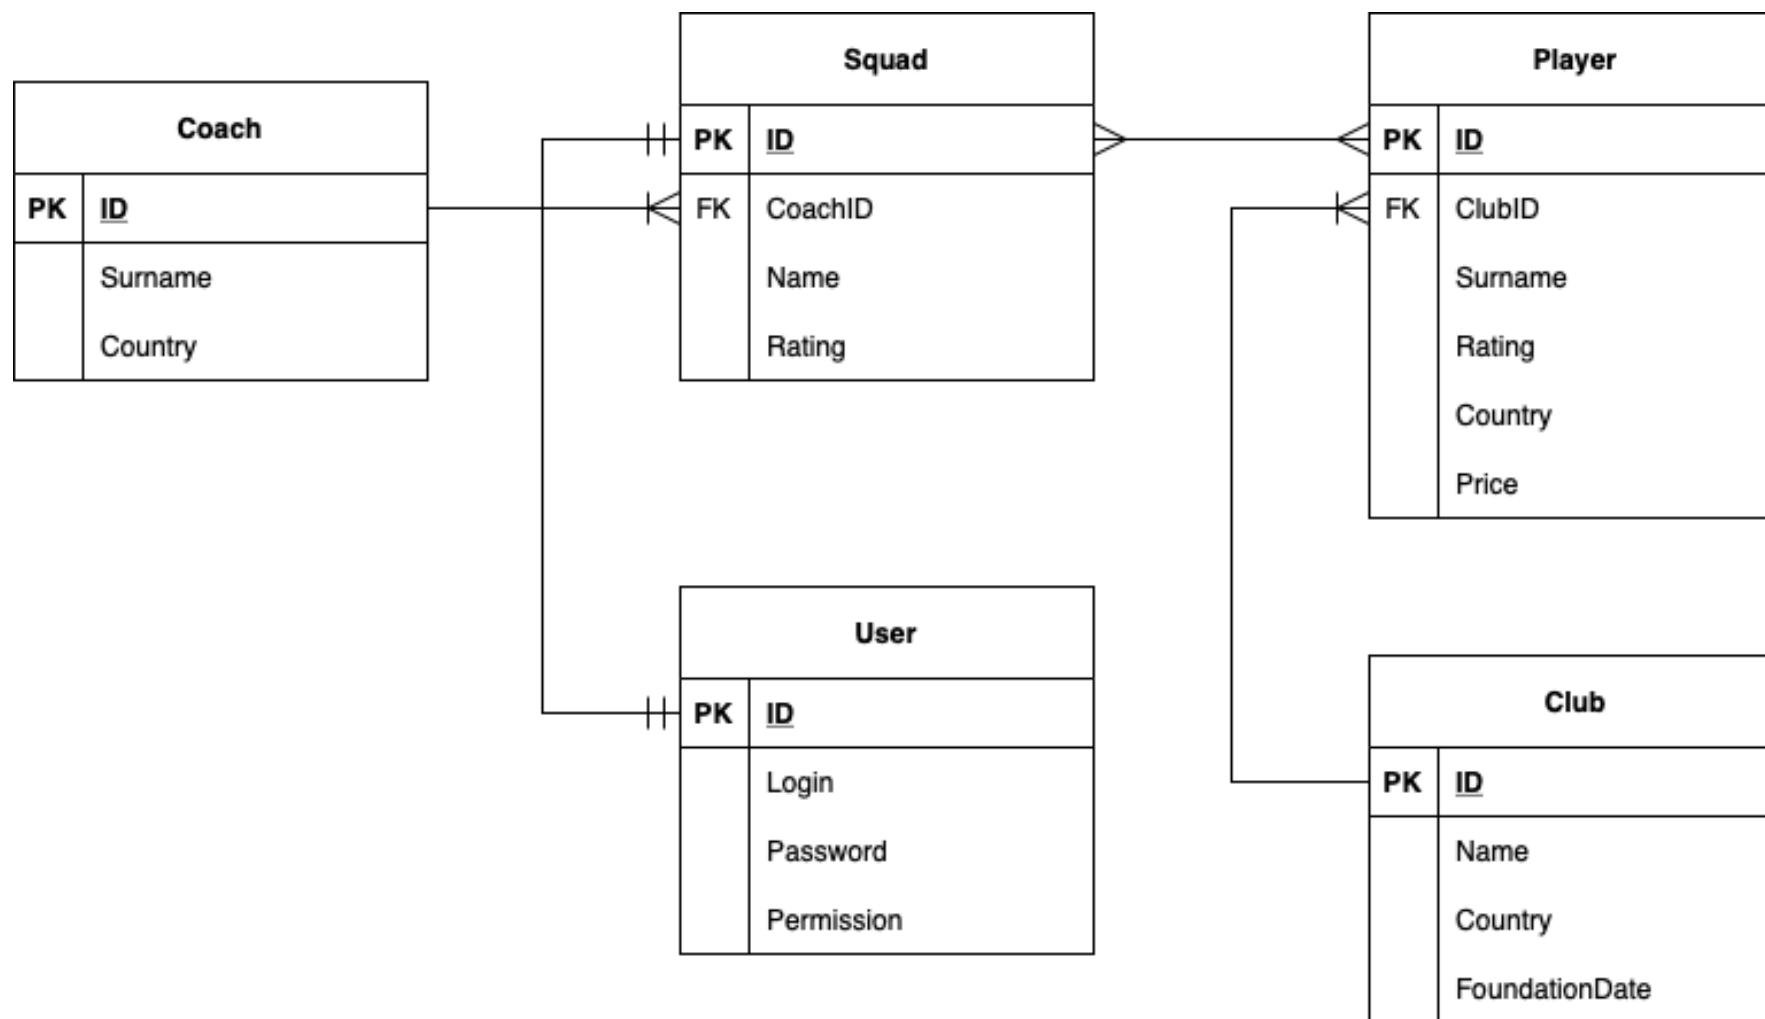 Coach
PK ID
Surname
Country
Squad
PK ID
FK CoachID
Name
Rating
Player
PK ID
FK ClubID
Surname
Rating
Country
Price
User
PK ID
Login
Password
Permission
Club
PK ID
Name
Country
FoundationDate